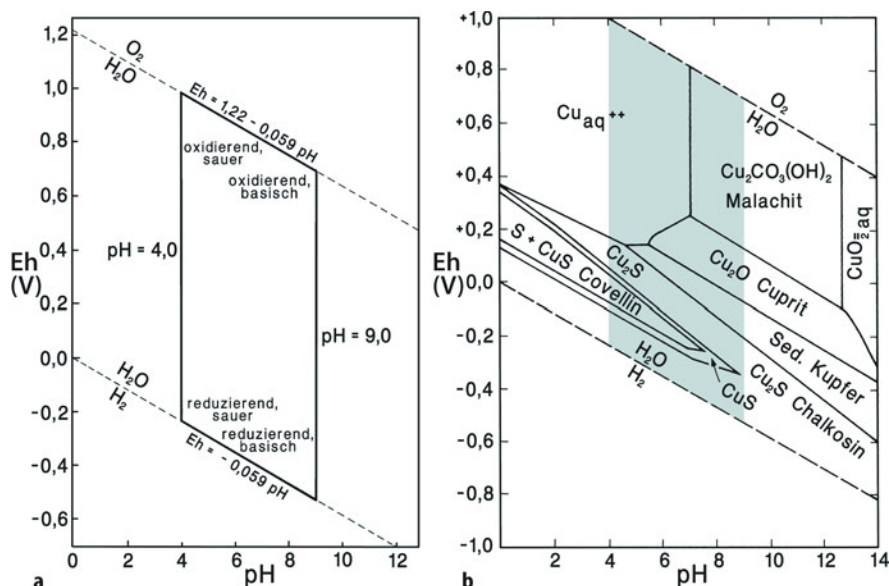 1,2
1,0
0,8
0,6
0,4
0,2
0,0
-0,2
-0,4
-0,6
Eh
(V)
O₂
H₂O
Eh = 1,22 - 0,059 pH
oxidierend,
sauer
oxidierend,
basisch
pH = 4,0
pH = 9,0
H₂O
H₂
reduzierend,
sauer
reduzierend,
basisch
Eh = - 0,059 pH
0 2 4 6 8 10 12
pH
a
+1,0
+0,8
+0,6
+0,4
+0,2
0,0
-0,2
-0,4
-0,6
-0,8
-1,0
Eh
(V)
Cu aq ++
O₂
H₂O
Cu₂CO₃(OH)₂
Malachit
CuO₂⁼ aq
Cu₂S
S + CuS Covellin
Cu₂O Cuprit
Sed. Kupfer
Cu₂S Chalkosin
CuS
H₂O
H₂
0 2 4 6 8 10 12 14
pH
b